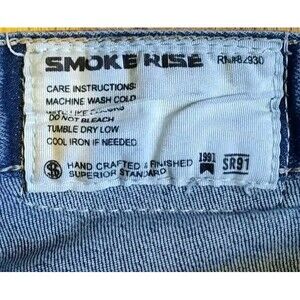 SMOKE RISE RN#82930
CARE INSTRUCTIONS:
MACHINE WASH COLD
DO NOT BLEACH
TUMBLE DRY LOW
COOL IRON IF NEEDED
HAND CRAFTED & FINISHED
SUPERIOR STANDARD
1991
SR91